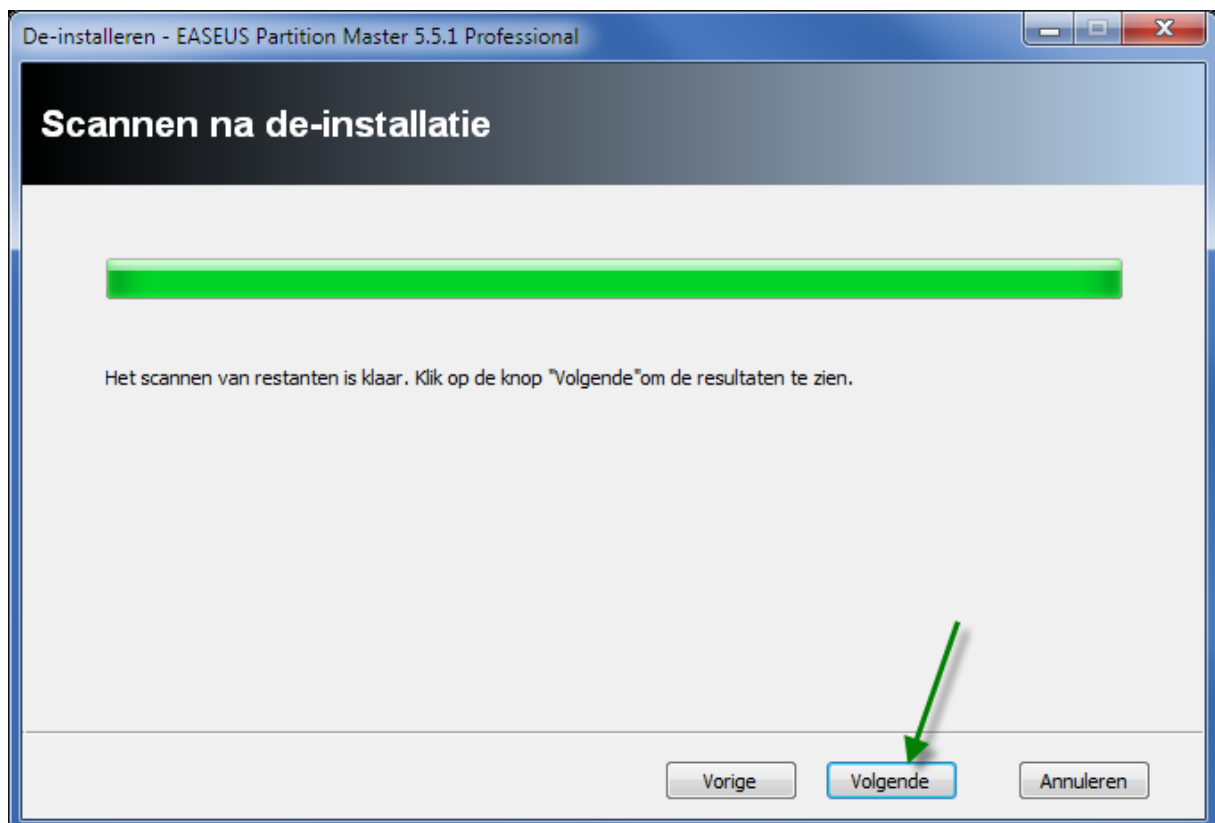 De-installeren - EASEUS Partition Master 5.5.1 Professional
Scannen na de-installatie
Het scannen van restanten is klaar. Klik op de knop "Volgende"om de resultaten te zien.
Vorige
Volgende
Annuleren